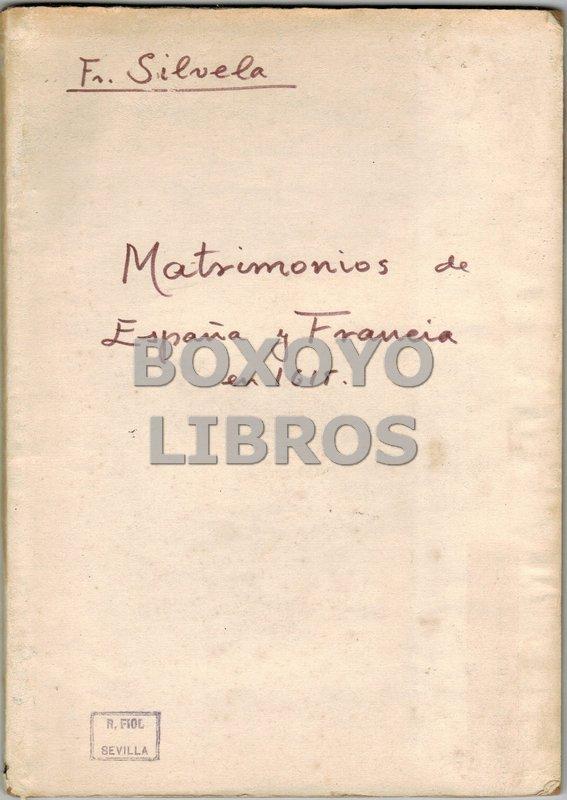 Fr. Silvela
Matrimonios de
España y Francia
en 1615.
BOXOYO
LIBROS
R. FIOL
SEVILLA